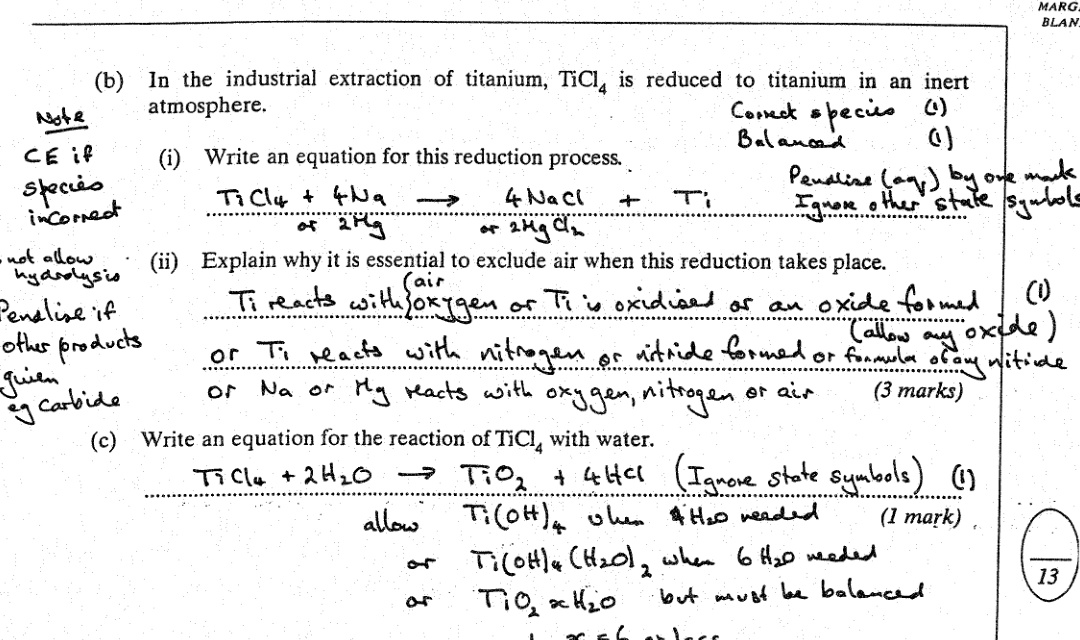 MARG
BLAN
(b) In the industrial extraction of titanium, TiCl₄ is reduced to titanium in an inert
atmosphere.
Correct species (1)
Balanced (1)
Note
CE if
species
incorrect
(i) Write an equation for this reduction process.
Penalise (aq) by one mark
Ignore other state symbols
TiCl₄ + 4Na → 4NaCl + Ti
or 2Mg or 2MgCl₂
not allow
hydrolysis
(ii) Explain why it is essential to exclude air when this reduction takes place.
Penalise if
other products
given
eg carbide
Ti reacts with {air
oxygen or Ti is oxidised or an oxide formed (1)
(allow any oxide)
or Ti reacts with nitrogen or nitride formed or formula of any nitride
or Na or Mg reacts with oxygen, nitrogen or air (3 marks)
(c) Write an equation for the reaction of TiCl₄ with water.
TiCl₄ + 2H₂O → TiO₂ + 4HCl (Ignore state symbols) (1)
allow Ti(OH)₄ when 4H₂O needed (1 mark)
or Ti(OH)₄(H₂O)₂ when 6H₂O needed
or TiO₂xH₂O but must be balanced
x = 6 or less
13